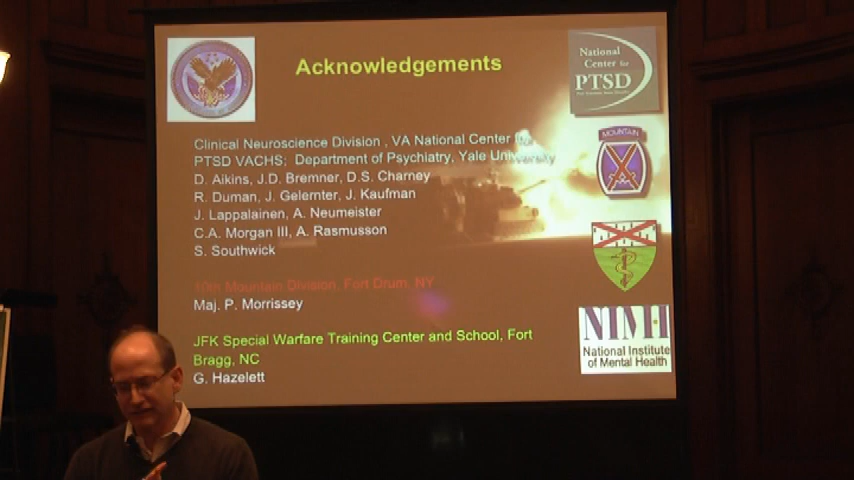 Acknowledgements
National
Center for
PTSD
Clinical Neuroscience Division , VA National Center for
PTSD VACHS; Department of Psychiatry, Yale University
D. Aikins, J.D. Bremner, D.S. Charney
R. Duman, J. Gelernter, J. Kaufman
J. Lappalainen, A. Neumeister
C.A. Morgan III, A. Rasmusson
S. Southwick
MOUNTAIN
10th Mountain Division, Fort Drum, NY
Maj. P. Morrissey
JFK Special Warfare Training Center and School, Fort
Bragg, NC
G. Hazelett
NIMH
National Institute
of Mental Health